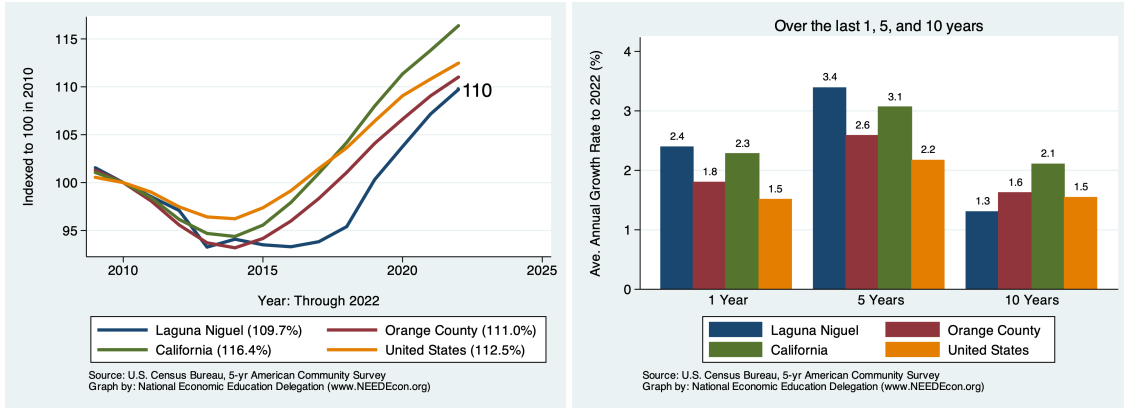 Indexed to 100 in 2010
115
110
105
100
95
110
2010
2015
2020
2025
Year: Through 2022
Laguna Niguel (109.7%)
Orange County (111.0%)
California (116.4%)
United States (112.5%)
Source: U.S. Census Bureau, 5-yr American Community Survey
Graph by: National Economic Education Delegation (www.NEEDEcon.org)
Over the last 1, 5, and 10 years
Ave. Annual Growth Rate to 2022 (%)
4
3
2
1
0
2.4
1.8
2.3
1.5
3.4
2.6
3.1
2.2
1.3
1.6
2.1
1.5
1 Year
5 Years
10 Years
Laguna Niguel
Orange County
California
United States
Source: U.S. Census Bureau, 5-yr American Community Survey
Graph by: National Economic Education Delegation (www.NEEDEcon.org)